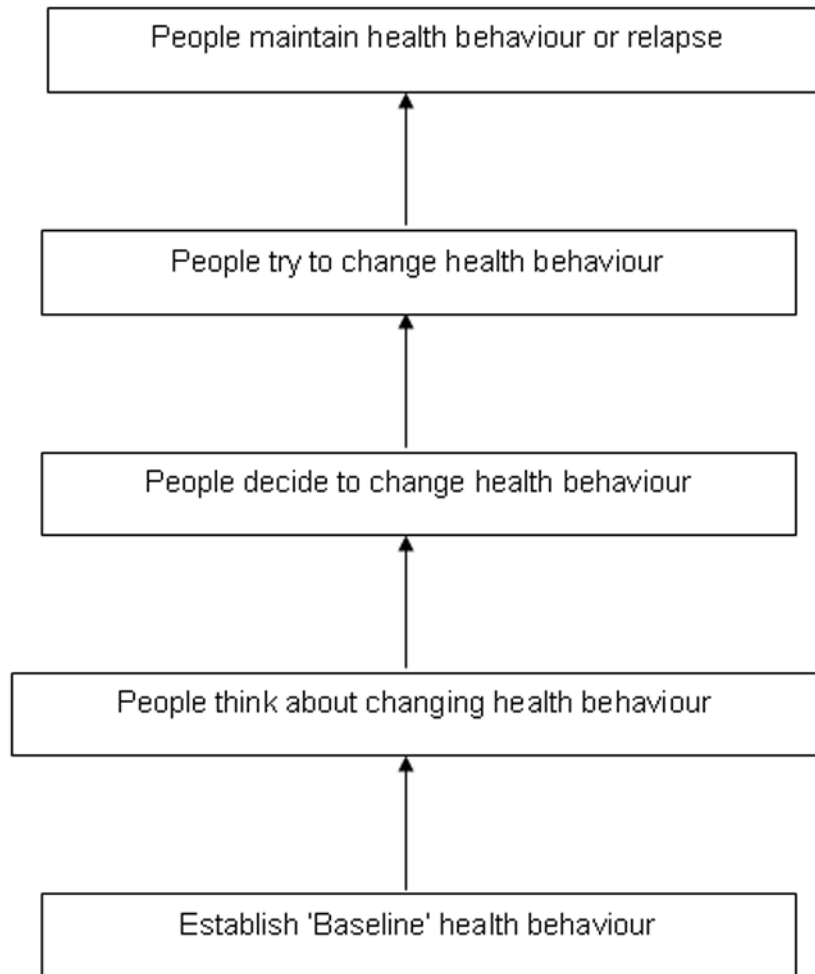 People maintain health behaviour or relapse
People try to change health behaviour
People decide to change health behaviour
People think about changing health behaviour
Establish 'Baseline' health behaviour